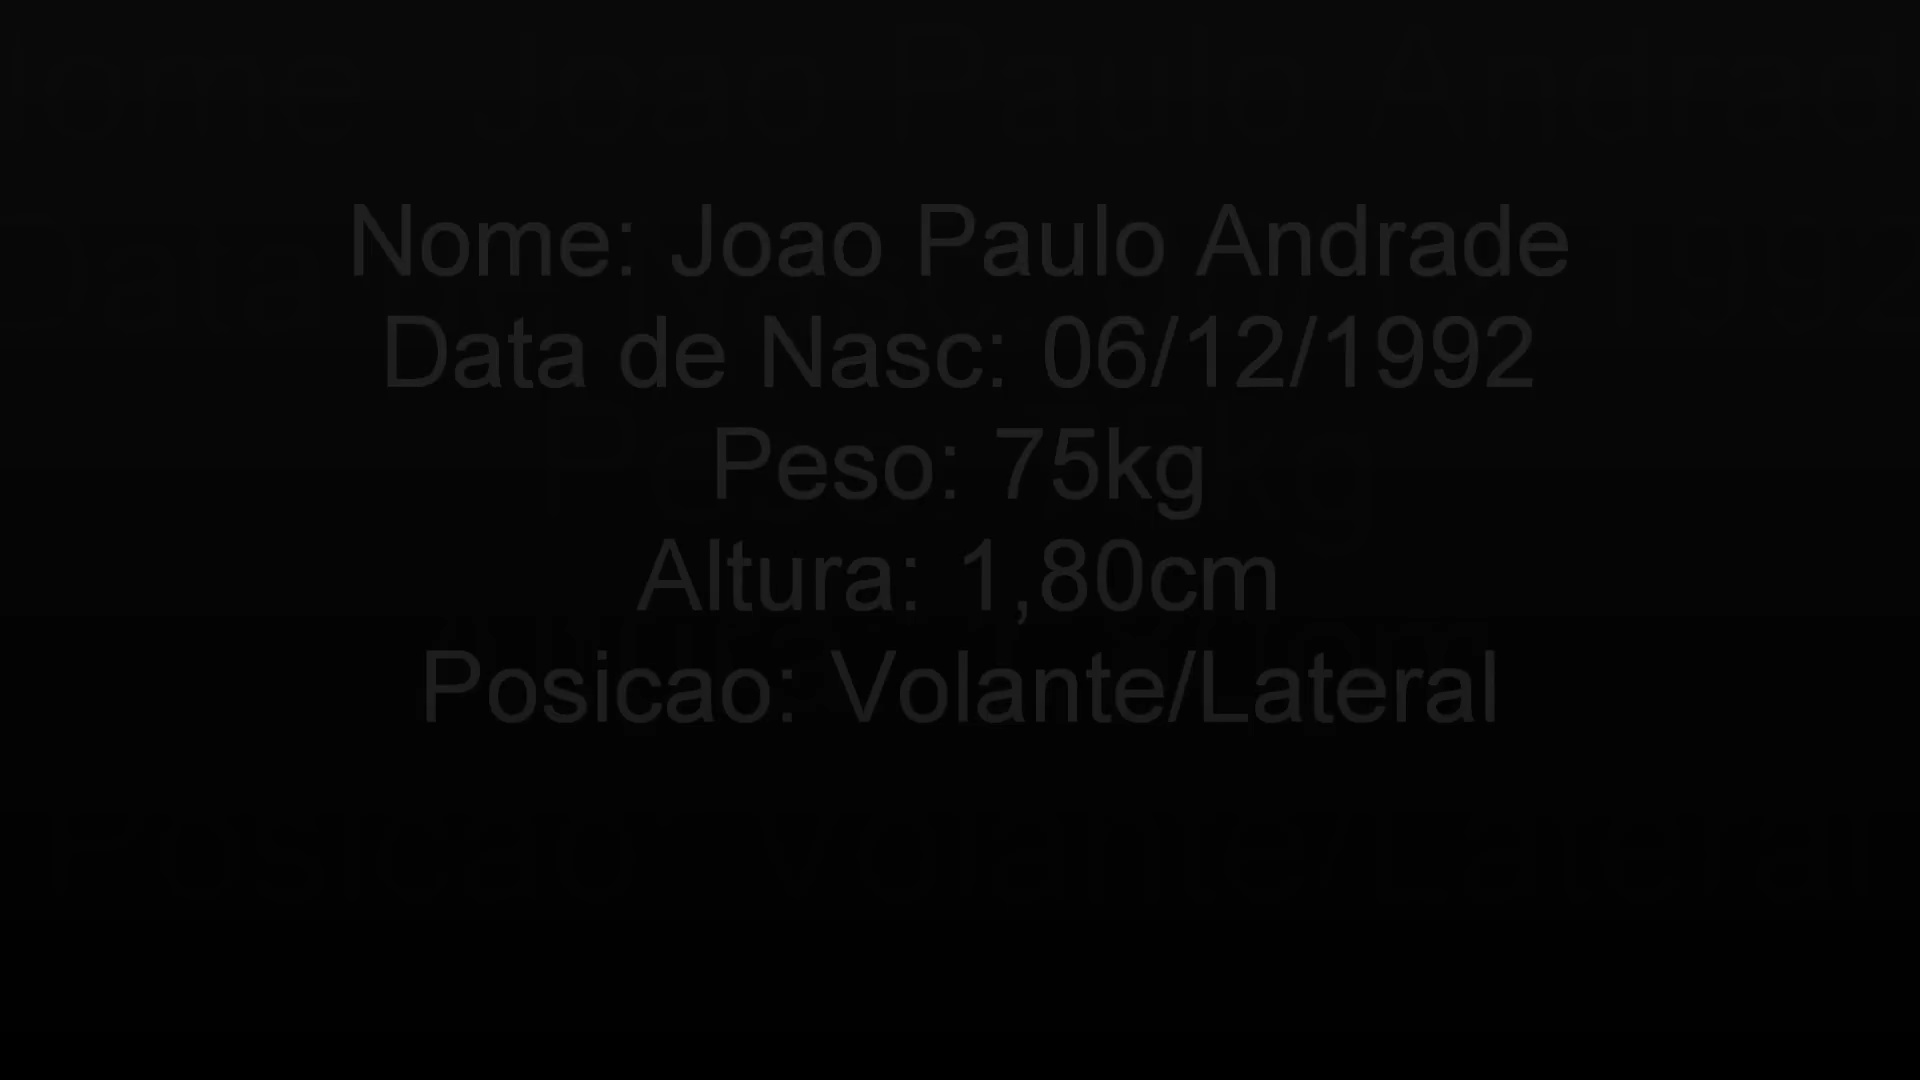 Nome: Joao Paulo Andrade
Data de Nasc: 06/12/1992
Peso: 75kg
Altura: 1,80cm
Posicao: Volante/Lateral